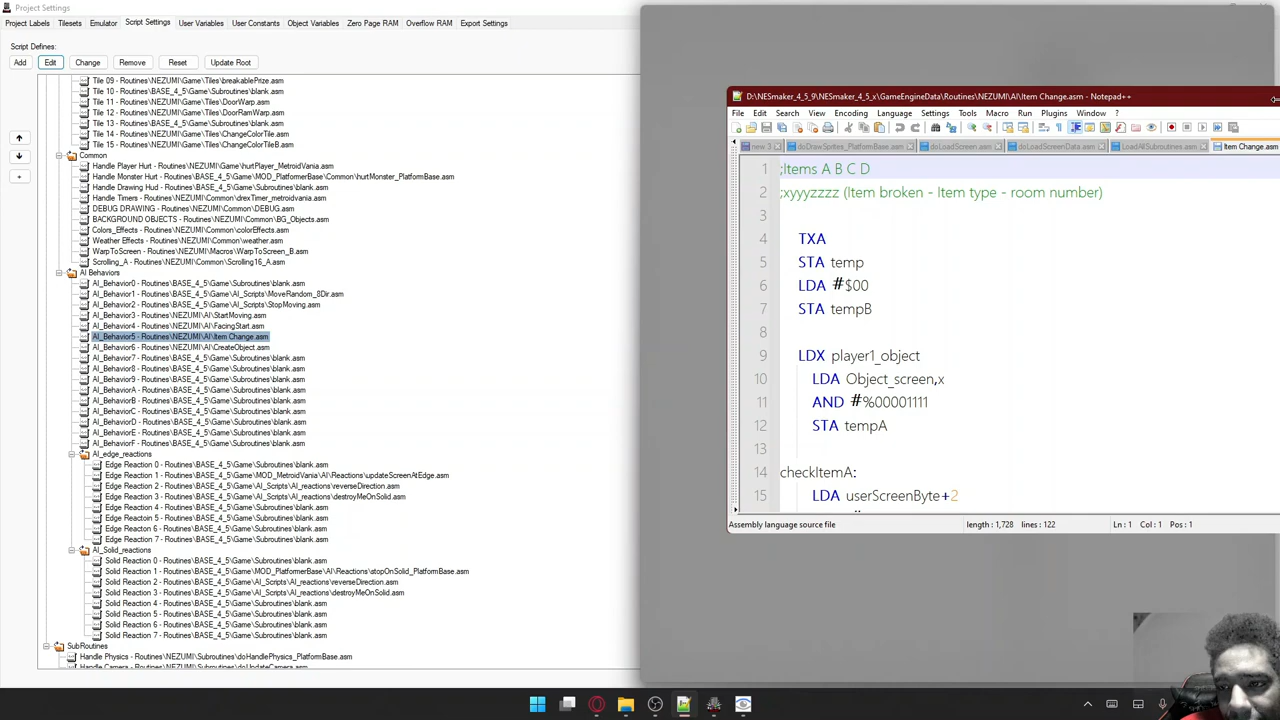 Project Settings
Project Labels Tilesets Emulator Script Settings User Variables User Constants Object Variables Zero Page RAM Overflow RAM Export Settings
Script Defines:
Add Edit Change Remove Reset Update Root
Tile 09 - Routines\NEZUMI\Game\Tiles\breakablePrize.asm
Tile 10 - Routines\BASE_4_5\Game\Subroutines\blank.asm
Tile 11 - Routines\NEZUMI\Game\Tiles\DoorWarp.asm
Tile 12 - Routines\NEZUMI\Game\Tiles\DoorWarp.asm
Tile 13 - Routines\BASE_4_5\Game\Subroutines\blank.asm
Tile 14 - Routines\NEZUMI\Game\Tiles\ChangeColorTile.asm
Tile 15 - Routines\NEZUMI\Game\Tiles\ChangeColorTileB.asm
Common
Handle Player Hurt - Routines\NEZUMI\Game\hurtPlayer_MetroidVania.asm
Handle Monster Hurt - Routines\BASE_4_5\Game\MOD_PlatformerBase\Common\hurtMonster_PlatformBase.asm
Handle Drawing Hud - Routines\BASE_4_5\Game\Subroutines\blank.asm
Handle Timers - Routines\NEZUMI\Common\drexTimer_metroidvania.asm
DEBUG DRAWING - Routines\NEZUMI\Common\DEBUG.asm
BACKGROUND OBJECTS - Routines\NEZUMI\Common\BG_Objects.asm
Colors_Effects - Routines\NEZUMI\Common\colorEffects.asm
Weather Effects - Routines\NEZUMI\Common\weather.asm
WarpToScreen - Routines\NEZUMI\Macros\WarpToScreen_B.asm
Scrolling_A - Routines\NEZUMI\Common\Scrolling16_A.asm
AI Behaviors
AI_Behavior0 - Routines\BASE_4_5\Game\Subroutines\blank.asm
AI_Behavior1 - Routines\BASE_4_5\Game\AI_Scripts\MoveRandom_8Dir.asm
AI_Behavior2 - Routines\BASE_4_5\Game\AI_Scripts\StopMoving.asm
AI_Behavior3 - Routines\NEZUMI\AI\StartMoving.asm
AI_Behavior4 - Routines\NEZUMI\AI\FacingStart.asm
AI_Behavior5 - Routines\NEZUMI\AI\Item Change.asm
AI_Behavior6 - Routines\NEZUMI\AI\CreateObject.asm
AI_Behavior7 - Routines\BASE_4_5\Game\Subroutines\blank.asm
AI_Behavior8 - Routines\BASE_4_5\Game\Subroutines\blank.asm
AI_Behavior9 - Routines\BASE_4_5\Game\Subroutines\blank.asm
AI_BehaviorA - Routines\BASE_4_5\Game\Subroutines\blank.asm
AI_BehaviorB - Routines\BASE_4_5\Game\Subroutines\blank.asm
AI_BehaviorC - Routines\BASE_4_5\Game\Subroutines\blank.asm
AI_BehaviorD - Routines\BASE_4_5\Game\Subroutines\blank.asm
AI_BehaviorE - Routines\BASE_4_5\Game\Subroutines\blank.asm
AI_BehaviorF - Routines\BASE_4_5\Game\Subroutines\blank.asm
AI_edge_reactions
Edge Reaction 0 - Routines\BASE_4_5\Game\Subroutines\blank.asm
Edge Reaction 1 - Routines\BASE_4_5\Game\MOD_MetroidVania\AI\Reactions\updateScreenAtEdge.asm
Edge Reaction 2 - Routines\BASE_4_5\Game\AI_Scripts\AI_reactions\reverseDirection.asm
Edge Reaction 3 - Routines\BASE_4_5\Game\AI_Scripts\AI_reactions\destroyMeOnSolid.asm
Edge Reaction 4 - Routines\BASE_4_5\Game\Subroutines\blank.asm
Edge Reactoin 5 - Routines\BASE_4_5\Game\Subroutines\blank.asm
Edge Reacton 6 - Routines\BASE_4_5\Game\Subroutines\blank.asm
Edge Reaction 7 - Routines\BASE_4_5\Game\Subroutines\blank.asm
AI_Solid_reactions
Solid Reaction 0 - Routines\BASE_4_5\Game\Subroutines\blank.asm
Solid Reaction 1 - Routines\BASE_4_5\Game\MOD_PlatformerBase\AI\Reactions\stopOnSolid_PlatformBase.asm
Solid Reaction 2 - Routines\BASE_4_5\Game\AI_Scripts\AI_reactions\reverseDirection.asm
Solid Reaction 3 - Routines\BASE_4_5\Game\AI_Scripts\AI_reactions\destroyMeOnSolid.asm
Solid Reaction 4 - Routines\BASE_4_5\Game\Subroutines\blank.asm
Solid Reaction 5 - Routines\BASE_4_5\Game\Subroutines\blank.asm
Solid Reaction 6 - Routines\BASE_4_5\Game\Subroutines\blank.asm
Solid Reaction 7 - Routines\BASE_4_5\Game\Subroutines\blank.asm
SubRoutines
Handle Physics - Routines\NEZUMI\Subroutines\doHandlePhysics_PlatformBase.asm
Handle Camera - Routines\NEZUMI\Subroutines\doUpdateCamera.asm
D:\NESmaker_4_5_9\NESmaker_4_5_x\GameEngineData\Routines\NEZUMI\AI\Item Change.asm - Notepad++
File Edit Search View Encoding Language Settings Tools Macro Run Plugins Window ?
new 3 doDrawSprites_PlatformBase.asm doLoadScreen.asm doLoadScreenData.asm LoadAllSubroutines.asm Item Change.asm
1 ;Items A B C D
2 ;xyyyzzzz (Item broken - Item type - room number)
3
4 TXA
5 STA temp
6 LDA #$00
7 STA tempB
8
9 LDX player1_object
10 LDA Object_screen,x
11 AND #%00001111
12 STA tempA
13
14 checkItemA:
15 LDA userScreenByte+2
Assembly language source file length : 1,728 lines : 122 Ln : 1 Col : 1 Pos : 1